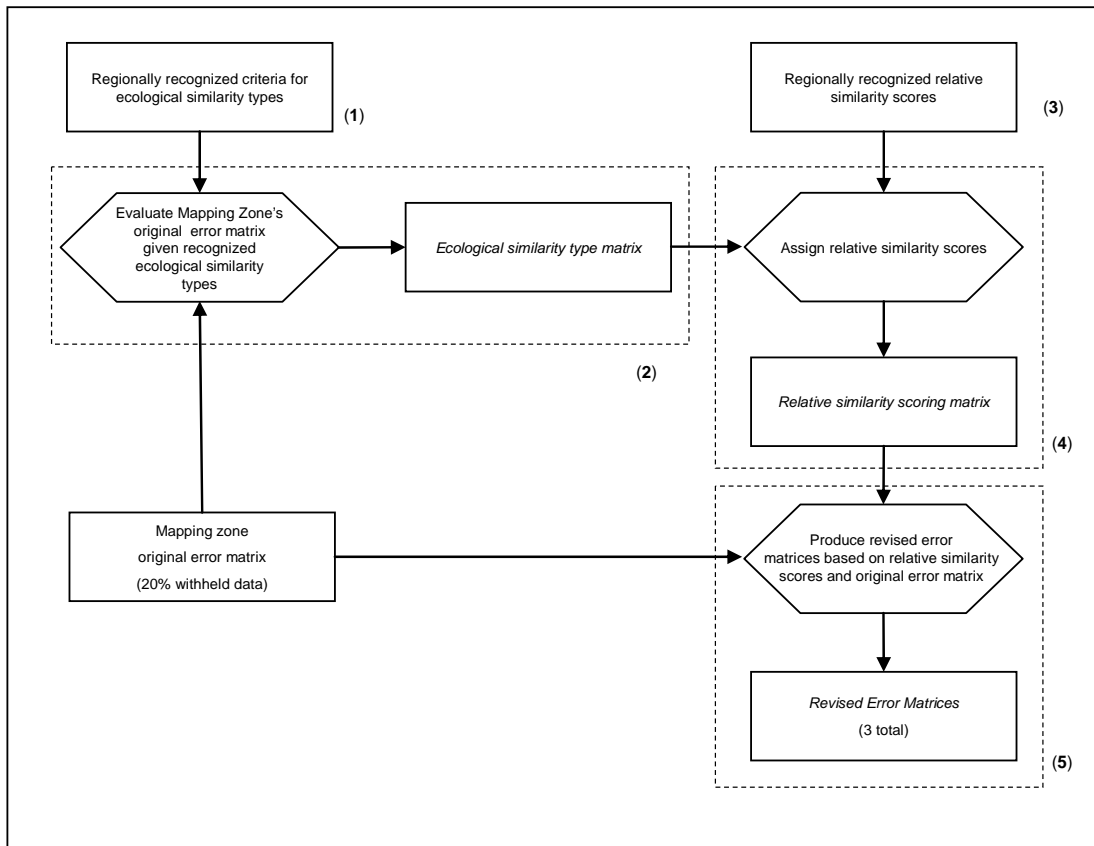 Regionally recognized criteria for
ecological similarity types
(1)
Regionally recognized relative
similarity scores
(3)
Evaluate Mapping Zone's
original error matrix
given recognized
ecological similarity
types
Ecological similarity type matrix
(2)
Assign relative similarity scores
Relative similarity scoring matrix
(4)
Mapping zone
original error matrix
(20% withheld data)
Produce revised error
matrices based on relative similarity
scores and original error matrix
Revised Error Matrices
(3 total)
(5)